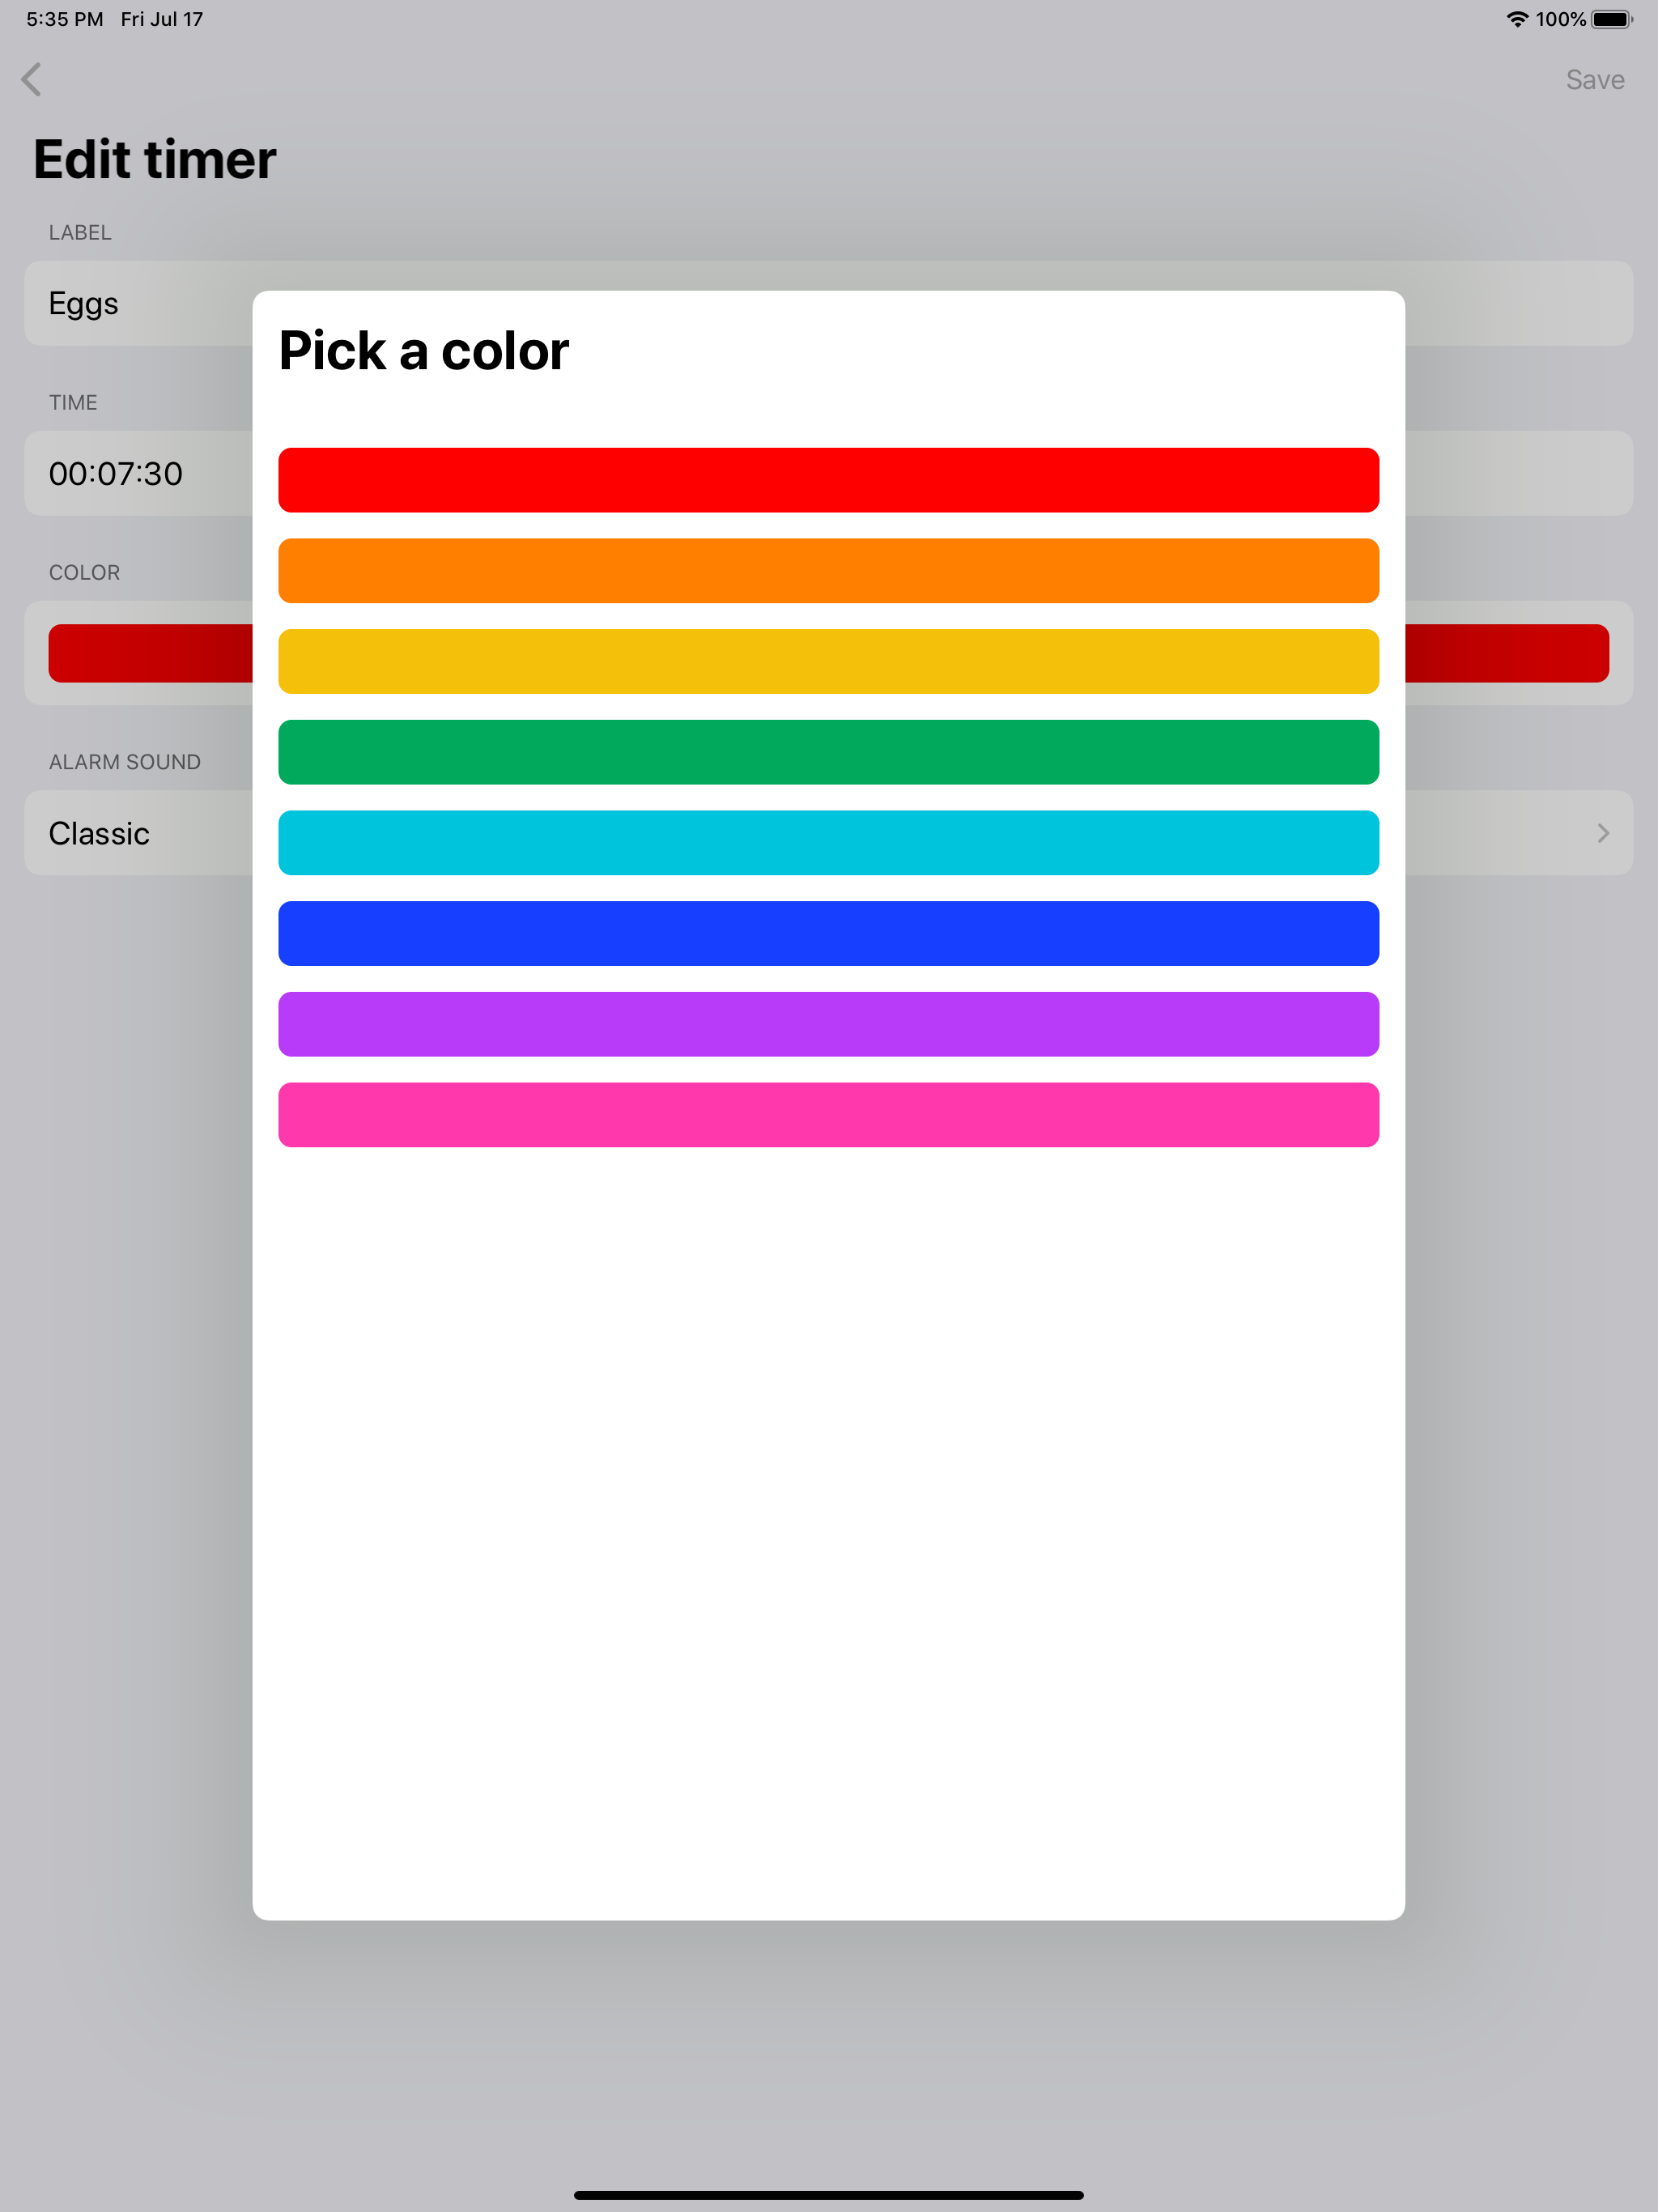 5:35 PM Fri Jul 17 100%
Save
Edit timer
LABEL
Eggs
Pick a color
TIME
00:07:30
COLOR
ALARM SOUND
Classic